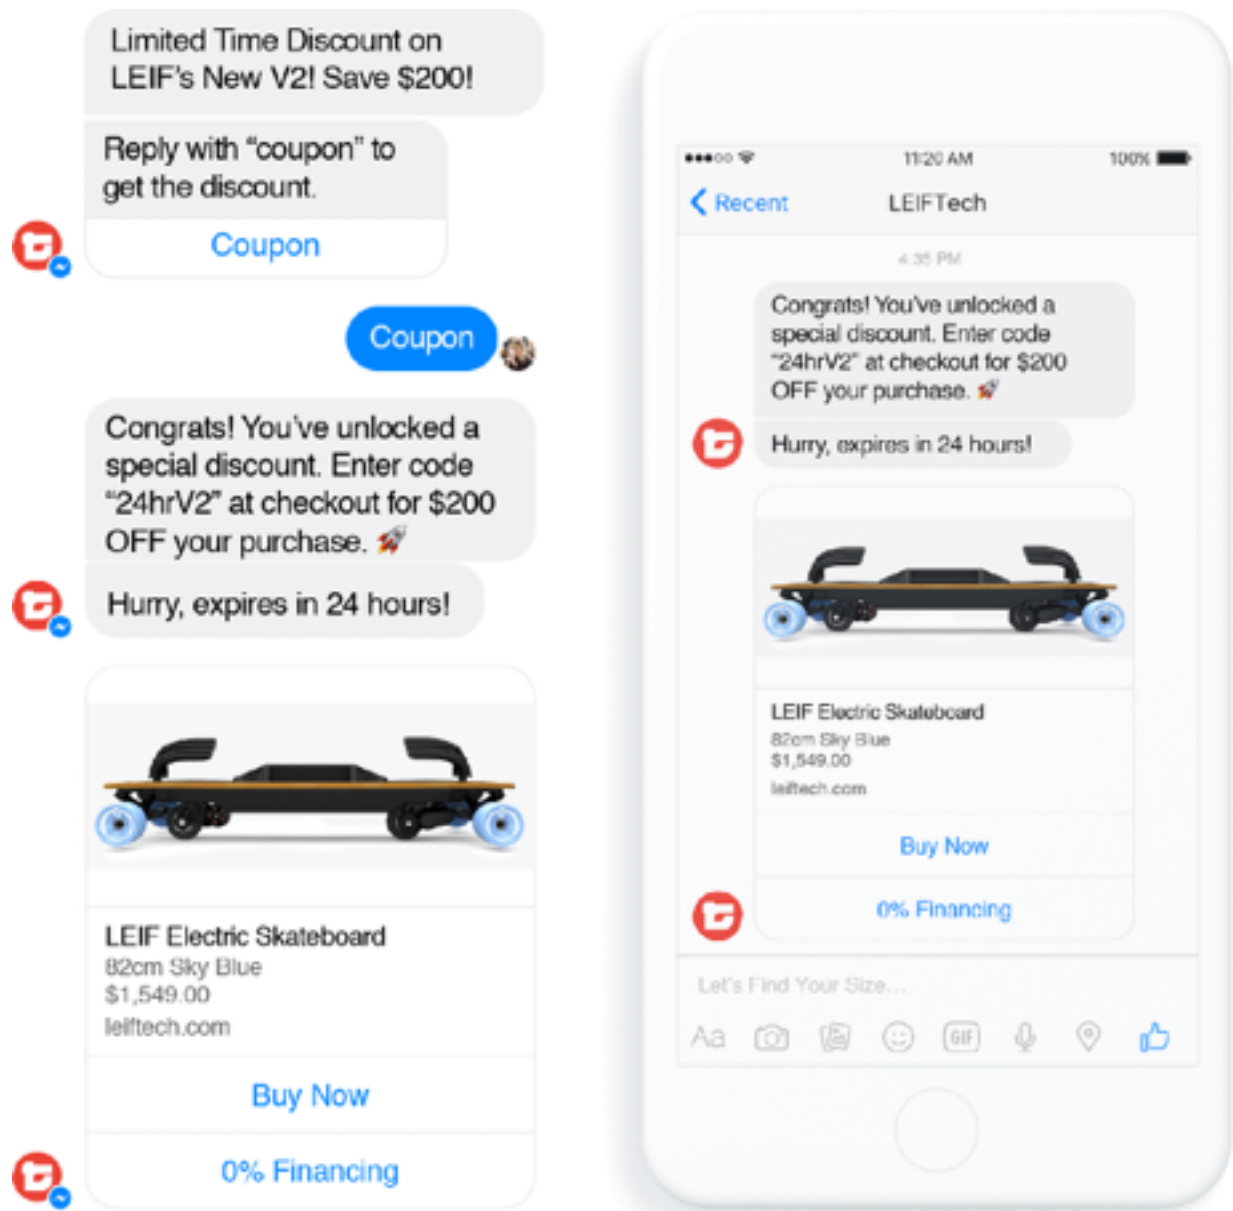 Limited Time Discount on
LEIF's New V2! Save $200!
Reply with “coupon” to
get the discount.
Coupon
Coupon
Congrats! You've unlocked a
special discount. Enter code
“24hrV2” at checkout for $200
OFF your purchase. 🚀
Hurry, expires in 24 hours!
LEIF Electric Skateboard
82cm Sky Blue
$1,549.00
leiftech.com
Buy Now
0% Financing
11:20 AM
100%
Recent
LEIFTech
4:35 PM
Congrats! You've unlocked a
special discount. Enter code
“24hrV2” at checkout for $200
OFF your purchase. 🚀
Hurry, expires in 24 hours!
LEIF Electric Skateboard
82cm Sky Blue
$1,549.00
leiftech.com
Buy Now
0% Financing
Let's Find Your Size...
Aa
GIF